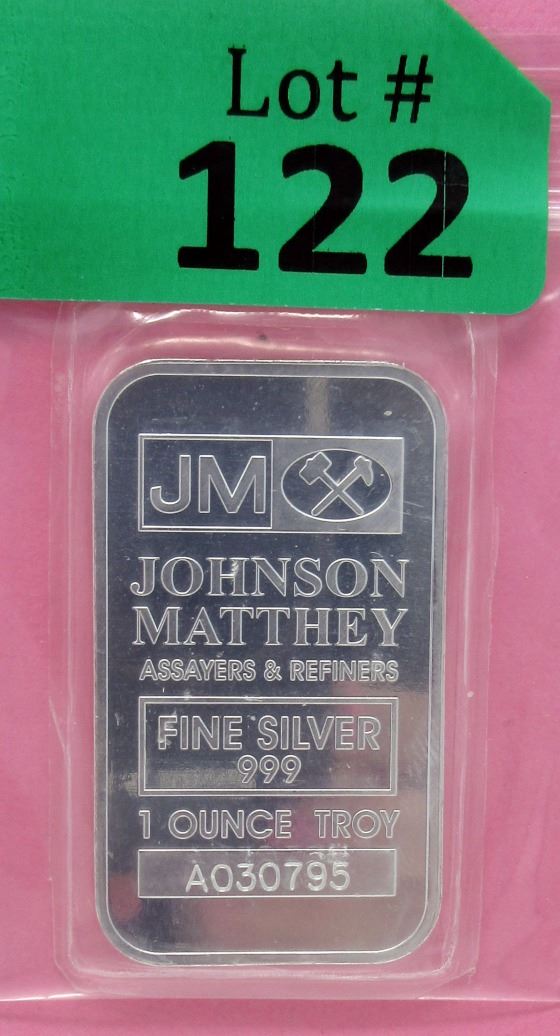 Lot #
122
JM
JOHNSON
MATTHEY
ASSAYERS & REFINERS
FINE SILVER
999
1 OUNCE TROY
A030795